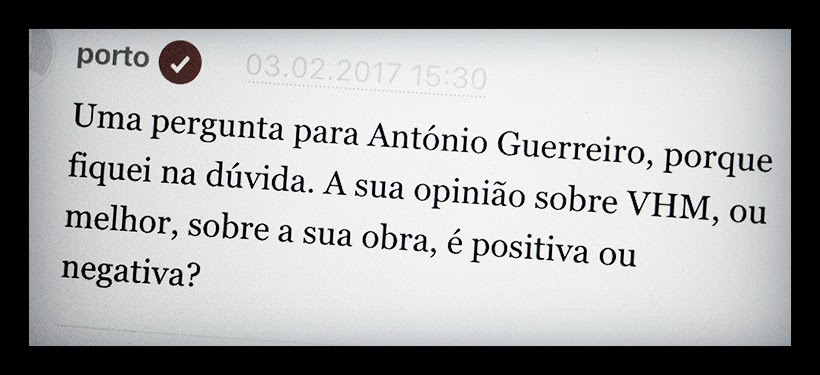 porto
03.02.2017 15:30
Uma pergunta para António Guerreiro, porque
fiquei na dúvida. A sua opinião sobre VHM, ou
melhor, sobre a sua obra, é positiva ou
negativa?